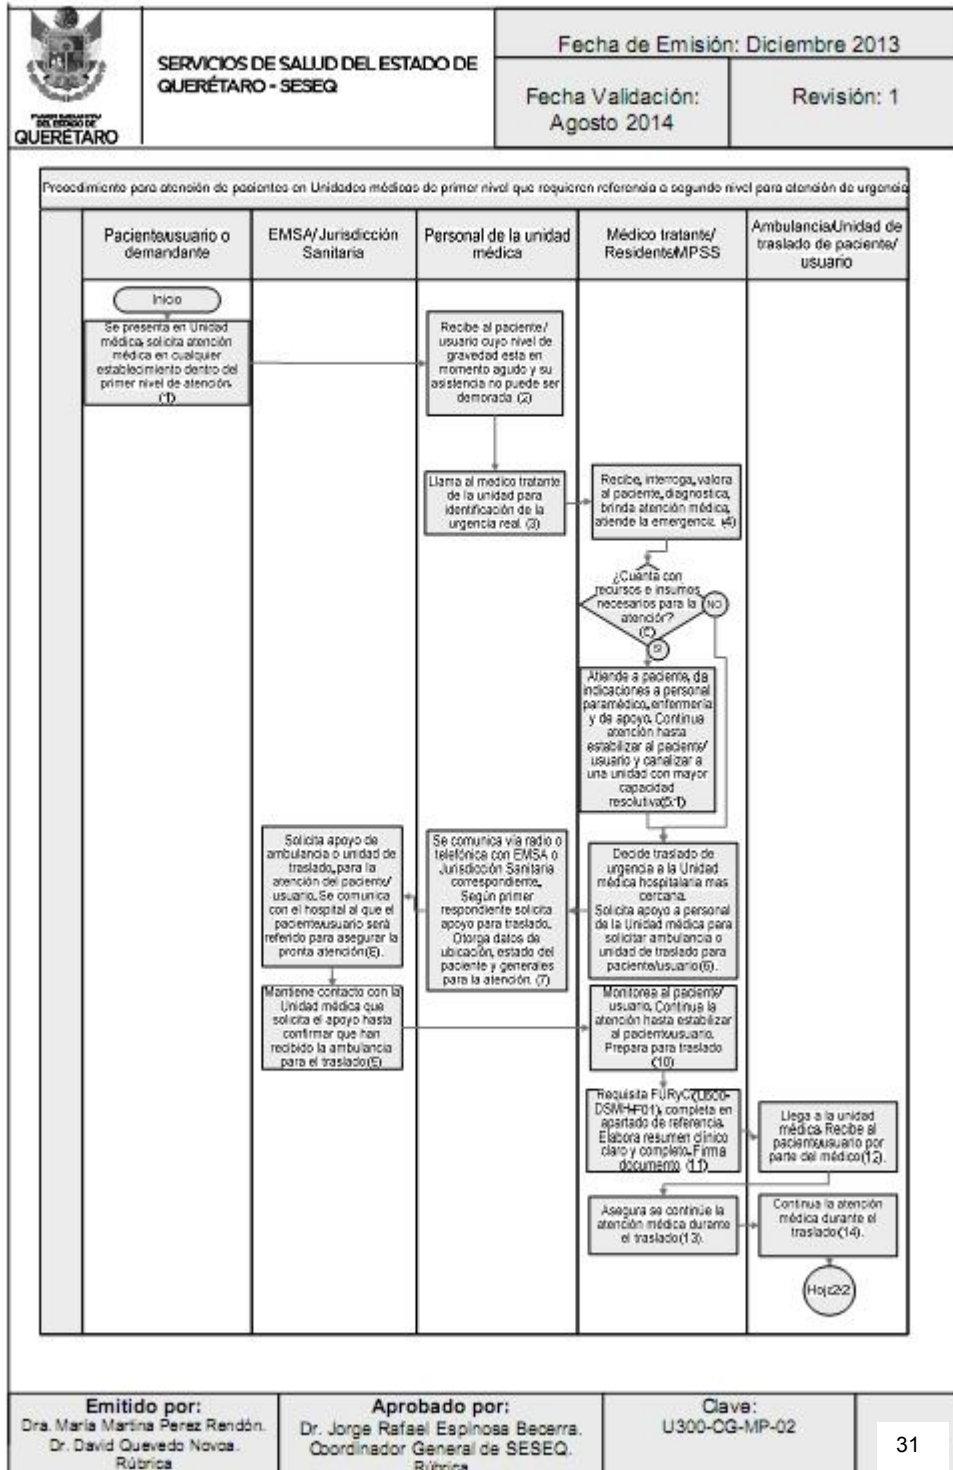 PODER EJECUTIVO
DEL ESTADO DE
QUERÉTARO
SERVICIOS DE SALUD DEL ESTADO DE
QUERÉTARO - SESEQ
Fecha de Emisión: Diciembre 2013
Fecha Validación:
Agosto 2014
Revisión: 1
Procedimiento para atención de pacientes en Unidades médicas de primer nivel que requieren referencia a segundo nivel para atención de urgencia
Paciente/usuario o
demandante
EMSA/Jurisdicción
Sanitaria
Personal de la unidad
médica
Médico tratante/
Residente/MPSS
Ambulancia/Unidad de
traslado de paciente/
usuario
Inicio
Se presenta en Unidad
médica, solicita atención
médica en cualquier
establecimiento dentro del
primer nivel de atención.
(1)
Recibe al paciente/
usuario cuyo nivel de
gravedad esta en
momento agudo y su
asistencia no puede ser
demorada. (2)
Llama al medico tratante
de la unidad para
identificación de la
urgencia real. (3)
Recibe, interroga, valora
al paciente, diagnostica,
brinda atención médica,
atiende la emergencia. (4)
¿Cuenta con
recursos e insumos
necesarios para la
atención?
NO
SI
Atiende a paciente, da
indicaciones a personal
paramédico, enfermería
y de apoyo. Continua
atención hasta
estabilizar al paciente/
usuario y canalizar a
una unidad con mayor
capacidad
resolutiva(5.1)
Decide traslado de
urgencia a la Unidad
médica hospitalaria mas
cercana.
Solicita apoyo a personal
de la Unidad médica para
solicitar ambulancia o
unidad de traslado para
paciente/usuario(6).
Se comunica vía radio o
telefónica con EMSA o
Jurisdicción Sanitaria
correspondiente.
Según primer
respondiente solicita
apoyo para traslado.
Otorga datos de
ubicación, estado del
paciente y generales
para la atención. (7)
Solicita apoyo de
ambulancia o unidad de
traslado, para la
atención del paciente/
usuario. Se comunica
con el hospital al que el
paciente/usuario será
referido para asegurar la
pronta atención
Mantiene contacto con la
Unidad médica que
solicita el apoyo hasta
confirmar que han
recibido la ambulancia
para el traslado
Monitorea al paciente/
usuario. Continua la
atención hasta estabilizar
al paciente/usuario.
Prepara para traslado
(10)
Requisita FURyC
completa en
apartado de referencia.
Elabora resumen clínico
claro y completo. Firma
documento. (11)
Llega a la unidad
médica. Recibe al
paciente/usuario por
parte del médico(12).
Asegura se continúe la
atención médica durante
el traslado(13).
Continua la atención
médica durante el
traslado(14).
Hoja2/2
Emitido por:
Dra. María Martina Perez Rendón.
Dr. David Quevedo Novoa.
Rúbrica
Aprobado por:
Dr. Jorge Rafael Espinosa Becerra.
Coordinador General de SESEQ.
Rúbrica
Clave:
U300-CG-MP-02
31